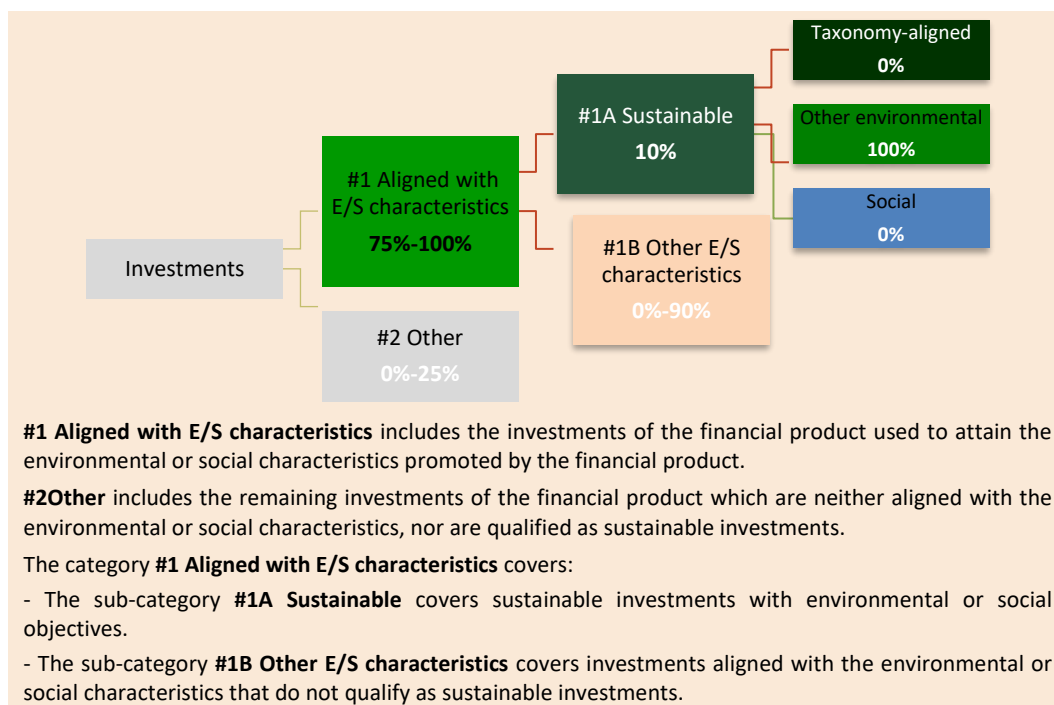 Taxonomy-aligned
0%
#1A Sustainable
10%
Other environmental
100%
#1 Aligned with
E/S characteristics
75%-100%
Social
0%
Investments
#1B Other E/S
characteristics
0%-90%
#2 Other
0%-25%
#1 Aligned with E/S characteristics includes the investments of the financial product used to attain the
environmental or social characteristics promoted by the financial product.
#2Other includes the remaining investments of the financial product which are neither aligned with the
environmental or social characteristics, nor are qualified as sustainable investments.
The category #1 Aligned with E/S characteristics covers:
- The sub-category #1A Sustainable covers sustainable investments with environmental or social
objectives.
- The sub-category #1B Other E/S characteristics covers investments aligned with the environmental or
social characteristics that do not qualify as sustainable investments.